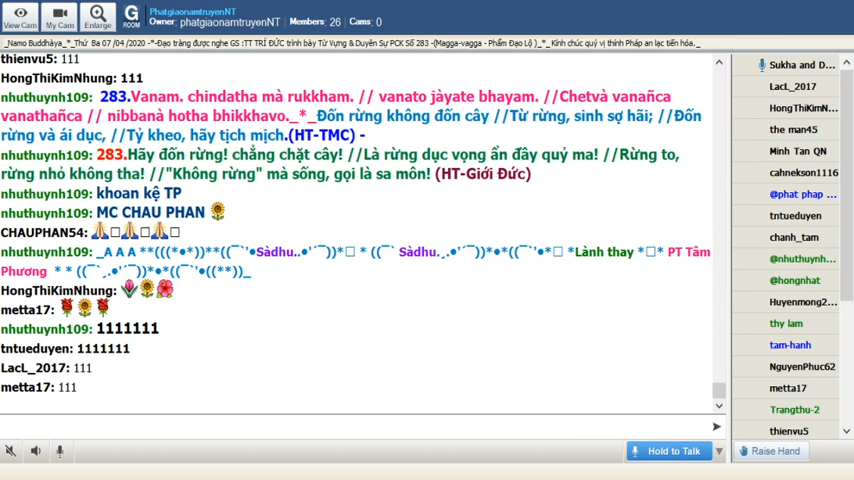 View Cam
My Cam
Enlarge
G
ROOM
PhatgiaonamtruyenNT
Owner: phatgiaonamtruyenNT | Members: 26 | Cams: 0
_Namo Buddhàya_*_Thứ Ba 07 /04 /2020 -*-Đạo tràng được nghe GS :TT TRÍ ĐỨC trình bày Từ Vựng & Duyên Sự PCK Số 283 -(Magga-vagga - Phẩm Đạo Lộ )_*_ Kính chúc quý vị thính Pháp an lạc tiến hóa._
thienvu5: 111
HongThiKimNhung: 111
nhuthuynh109: 283.Vanam. chindatha mà rukkham. // vanato jàyate bhayam. //Chetvà vanañca
vanathañca // nibbanà hotha bhikkhavo._*_Đốn rừng không đốn cây //Từ rừng, sinh sợ hãi; //Đốn
rừng và ái dục, //Tỷ kheo, hãy tịch mịch.(HT-TMC) -
nhuthuynh109: 283.Hãy đốn rừng! chẳng chặt cây! //Là rừng dục vọng ẩn đây quỷ ma! //Rừng to,
rừng nhỏ không tha! //"Không rừng" mà sống, gọi là sa môn! (HT-Giới Đức)
nhuthuynh109: khoan kệ TP
nhuthuynh109: MC CHAU PHAN 🌻
CHAUPHAN54: 🙏□🙏□🙏□
nhuthuynh109: _A A A **(((*•*))**((¯`'•Sàdhu..•'´¯))*□ * ((¯` Sàdhu.¸.•'´¯))*•*((¯`'•*□ *Lành thay *□* PT Tâm
Phương * * ((¯`¸.•'´¯))*•*((¯`'•((**))_
HongThiKimNhung: 🌷🌻🌺
metta17: 🌹🌻🌹
nhuthuynh109: 1111111
tntueduyen: 1111111
LacL_2017: 111
metta17: 111
Hold to Talk
Sukha and D...
LacL_2017
HongThiKimN...
the man45
Minh Tan QN
cahnekson1116
@phat phap ...
tntueduyen
chanh_tam
@nhuthuynh...
@hongnhat
Huyenmong2...
thy lam
tam-hanh
NguyenPhuc62
metta17
Trangthu-2
thienvu5
Raise Hand